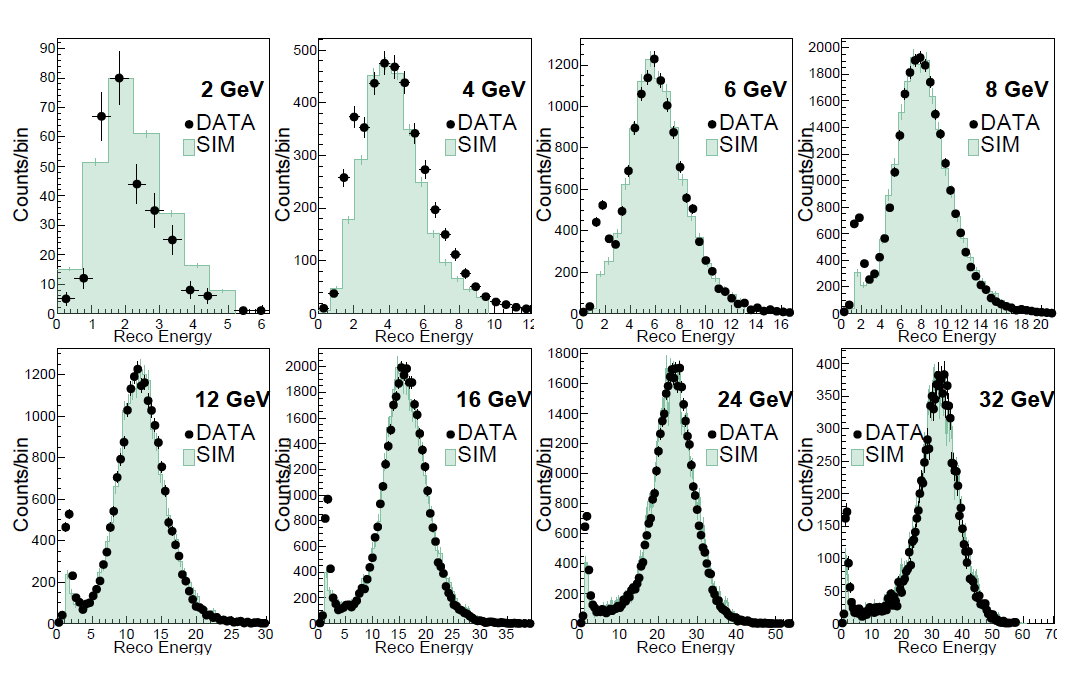 2 GeV
DATA
SIM
Counts/bin
0 10 20 30 40 50 60 70 80 90
0 1 2 3 4 5 6
Reco Energy
4 GeV
DATA
SIM
Counts/bin
0 100 200 300 400 500
0 2 4 6 8 10 12
Reco Energy
6 GeV
DATA
SIM
Counts/bin
0 200 400 600 800 1000 1200
0 2 4 6 8 10 12 14 16
Reco Energy
8 GeV
DATA
SIM
Counts/bin
0 200 400 600 800 1000 1200 1400 1600 1800 2000
0 2 4 6 8 10 12 14 16 18 20
Reco Energy
12 GeV
DATA
SIM
Counts/bin
0 200 400 600 800 1000 1200
0 5 10 15 20 25 30
Reco Energy
16 GeV
DATA
SIM
Counts/bin
0 200 400 600 800 1000 1200 1400 1600 1800 2000
0 5 10 15 20 25 30 35
Reco Energy
24 GeV
DATA
SIM
Counts/bin
0 200 400 600 800 1000 1200 1400 1600 1800
0 10 20 30 40 50
Reco Energy
32 GeV
DATA
SIM
Counts/bin
0 50 100 150 200 250 300 350 400
0 10 20 30 40 50 60 70
Reco Energy